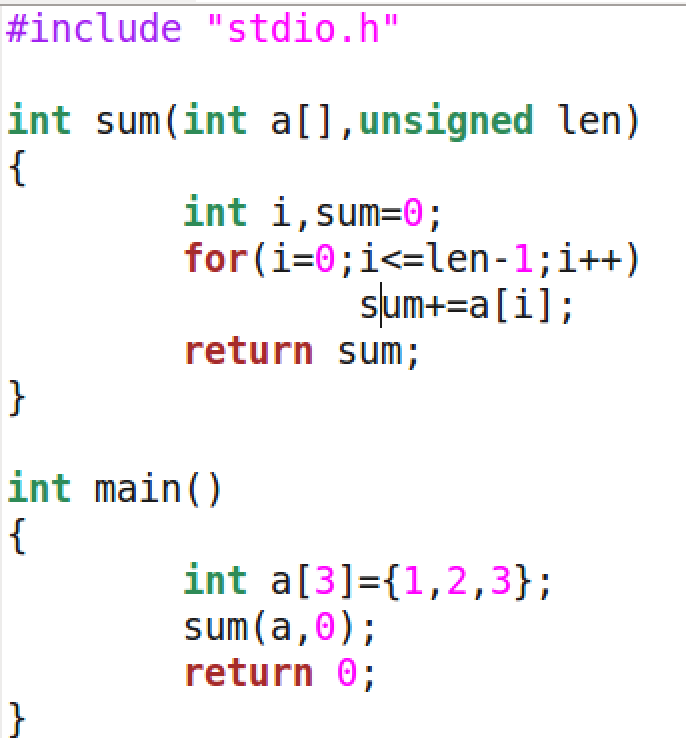 #include "stdio.h"
int sum(int a[],unsigned len)
{
int i,sum=0;
for(i=0;i<=len-1;i++)
sum+=a[i];
return sum;
}
int main()
{
int a[3]={1,2,3};
sum(a,0);
return 0;
}